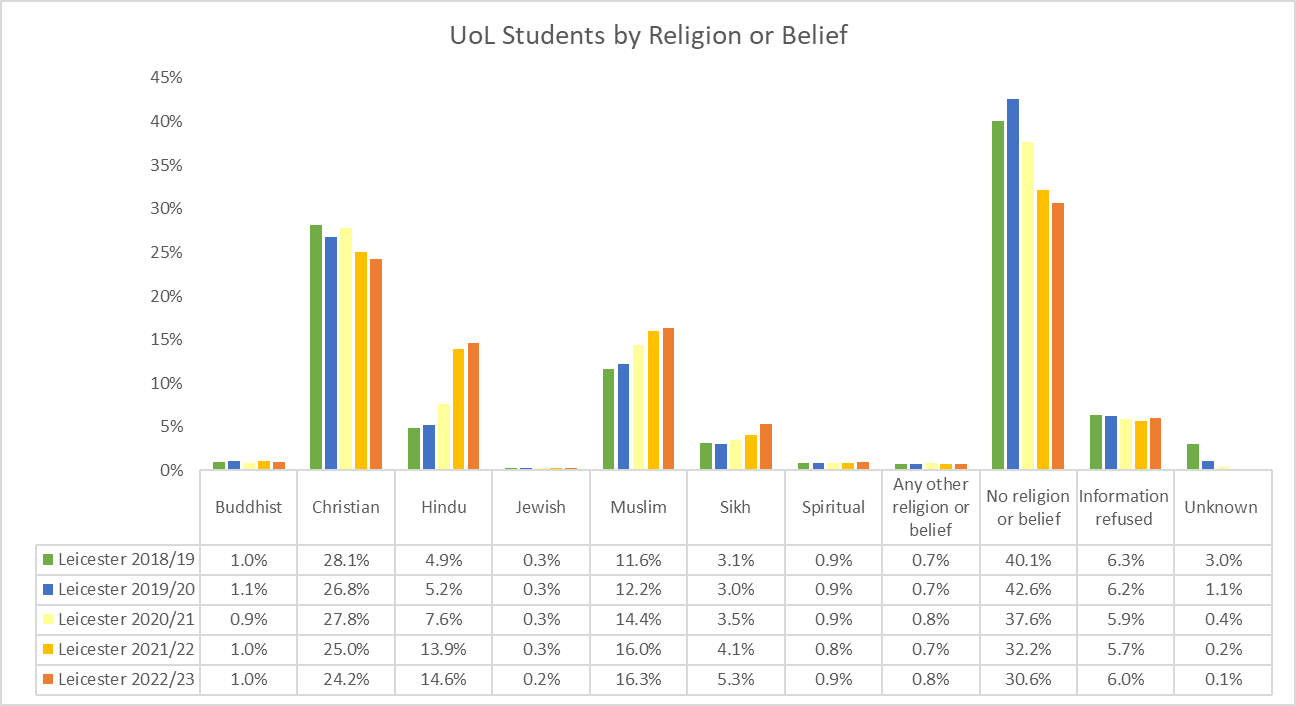 UoL Students by Religion or Belief
45%
40%
35%
30%
25%
20%
15%
10%
5%
0%
Buddhist Christian Hindu Jewish Muslim Sikh Spiritual Any other religion or belief No religion or belief Information refused Unknown
Leicester 2018/19 1.0% 28.1% 4.9% 0.3% 11.6% 3.1% 0.9% 0.7% 40.1% 6.3% 3.0%
Leicester 2019/20 1.1% 26.8% 5.2% 0.3% 12.2% 3.0% 0.9% 0.7% 42.6% 6.2% 1.1%
Leicester 2020/21 0.9% 27.8% 7.6% 0.3% 14.4% 3.5% 0.9% 0.8% 37.6% 5.9% 0.4%
Leicester 2021/22 1.0% 25.0% 13.9% 0.3% 16.0% 4.1% 0.8% 0.7% 32.2% 5.7% 0.2%
Leicester 2022/23 1.0% 24.2% 14.6% 0.2% 16.3% 5.3% 0.9% 0.8% 30.6% 6.0% 0.1%